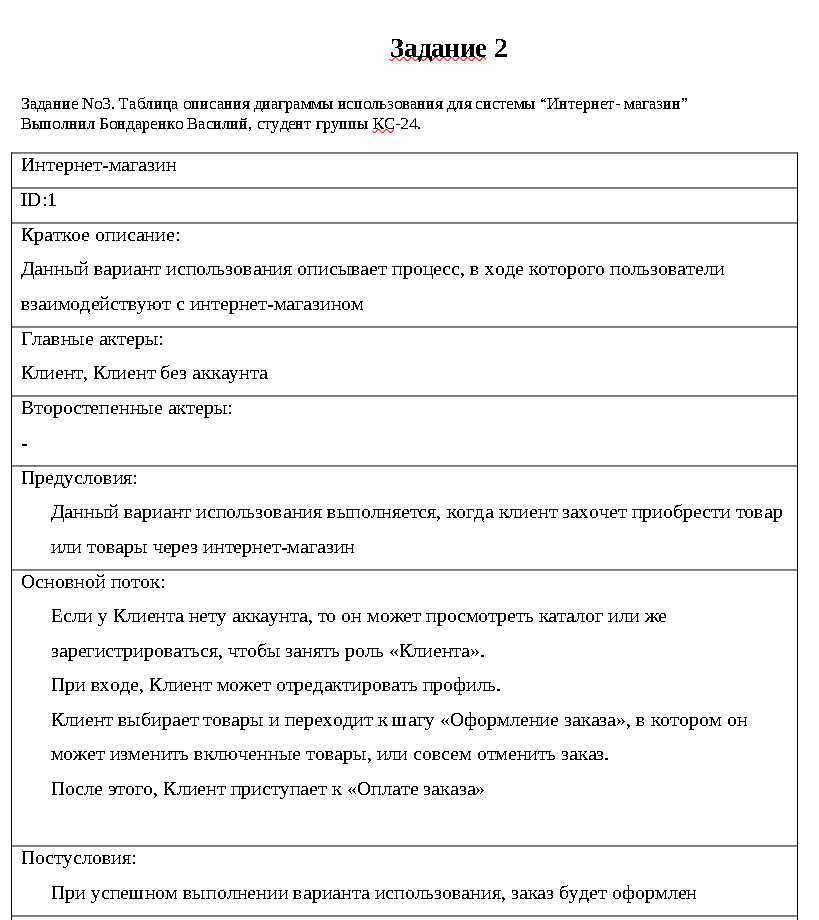 Задание 2
Задание No3. Таблица описания диаграммы использования для системы “Интернет- магазин”
Выполнил Бондаренко Василий, студент группы КС-24.
Интернет-магазин
ID:1
Краткое описание:
Данный вариант использования описывает процесс, в ходе которого пользователи
взаимодействуют с интернет-магазином
Главные актеры:
Клиент, Клиент без аккаунта
Второстепенные актеры:
-
Предусловия:
Данный вариант использования выполняется, когда клиент захочет приобрести товар
или товары через интернет-магазин
Основной поток:
Если у Клиента нету аккаунта, то он может просмотреть каталог или же
зарегистрироваться, чтобы занять роль «Клиента».
При входе, Клиент может отредактировать профиль.
Клиент выбирает товары и переходит к шагу «Оформление заказа», в котором он
может изменить включенные товары, или совсем отменить заказ.
После этого, Клиент приступает к «Оплате заказа»
Постусловия:
При успешном выполнении варианта использования, заказ будет оформлен